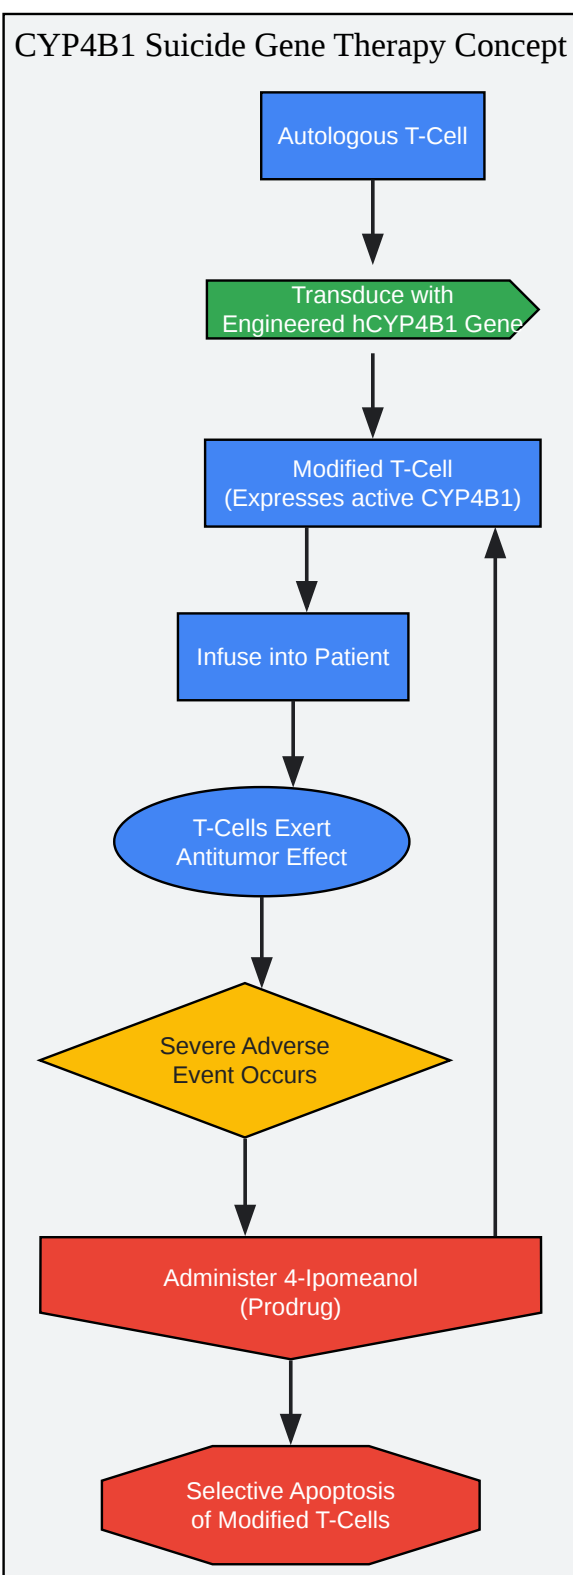 CYP4B1 Suicide Gene Therapy Concept
Autologous T-Cell
Transduce with
Engineered hCYP4B1 Gene
Modified T-Cell
(Expresses active CYP4B1)
Infuse into Patient
T-Cells Exert
Antitumor Effect
Severe Adverse
Event Occurs
Administer 4-Ipomeanol
(Prodrug)
Selective Apoptosis
of Modified T-Cells